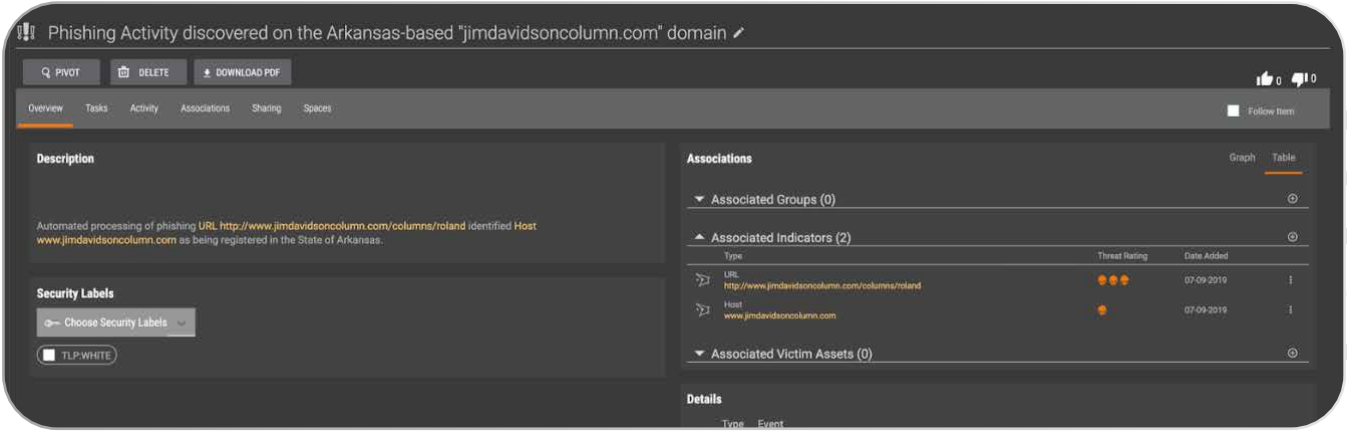 Phishing Activity discovered on the Arkansas-based "jimdavidsoncolumn.com" domain
PIVOT
DELETE
DOWNLOAD PDF
0
0
Overview
Tasks
Activity
Associations
Sharing
Spaces
Follow Item
Description
Automated processing of phishing URL http://www.jimdavidsoncolumn.com/columns/roland identified Host
www.jimdavidsoncolumn.com as being registered in the State of Arkansas.
Security Labels
Choose Security Labels
TLP:WHITE
Associations
Graph
Table
Associated Groups (0)
Associated Indicators (2)
Type
Threat Rating
Date Added
URL
http://www.jimdavidsoncolumn.com/columns/roland
07-09-2019
Host
www.jimdavidsoncolumn.com
07-09-2019
Associated Victim Assets (0)
Details
Type Event